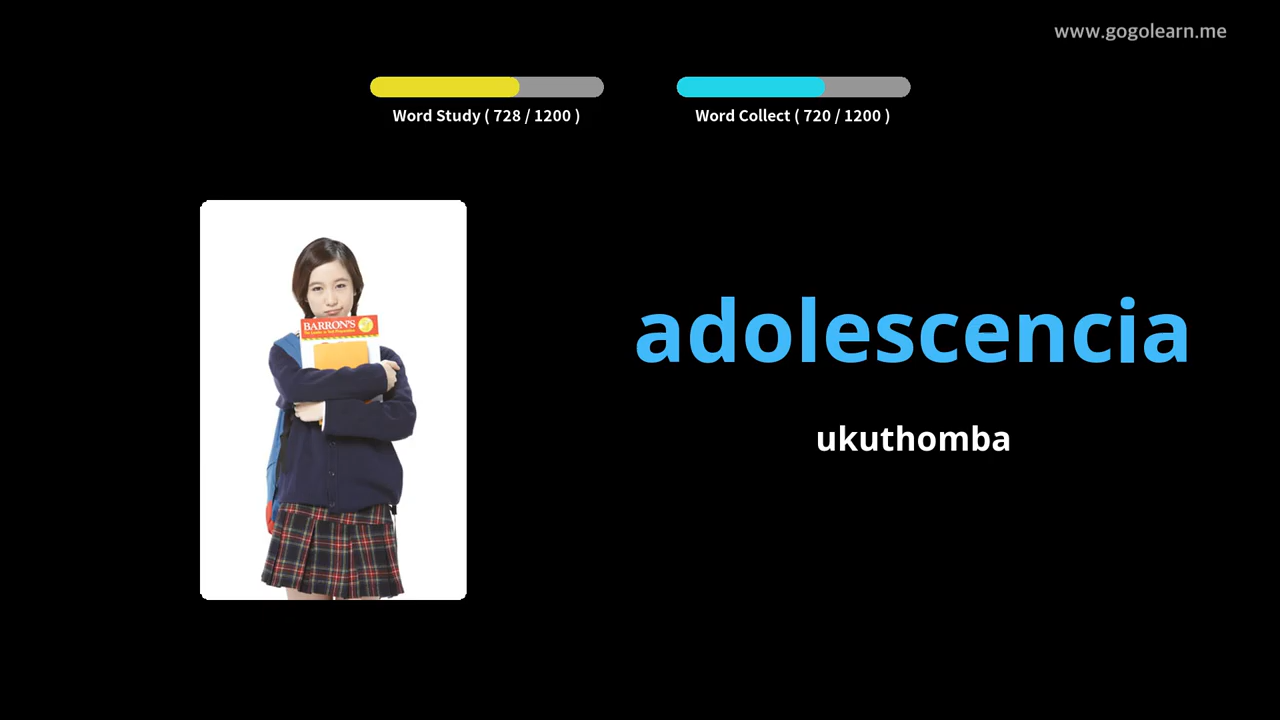 www.gogolearn.me
Word Study ( 728 / 1200 )
Word Collect ( 720 / 1200 )
BARRON'S
adolescencia
ukuthomba